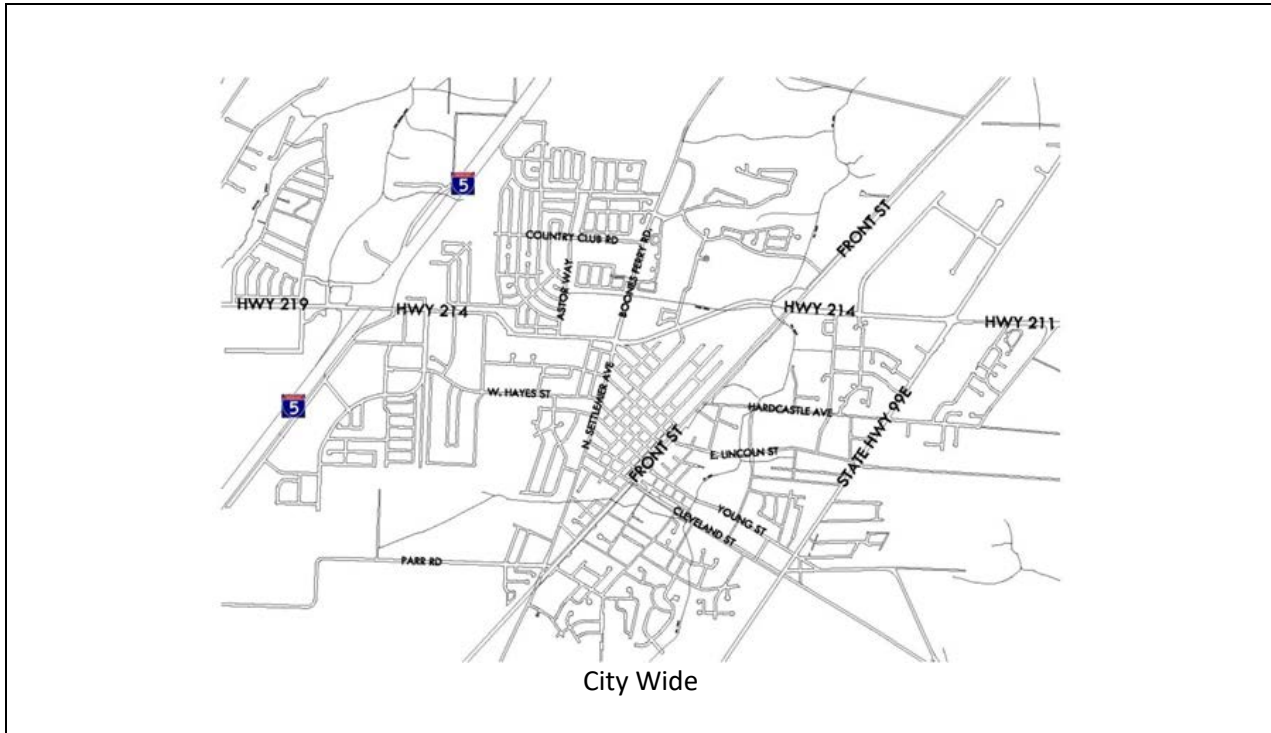 5
FRONT ST
COUNTRY CLUB RD
BOONES FERRY RD.
ASTOR WAY
HWY 219
HWY 214
HWY 214
HWY 211
5
W. HAYES ST
N. SETTLEMIER AVE
HARDCASTLE AVE
STATE HWY 99E
FRONT ST
E. LINCOLN ST
YOUNG ST
CLEVELAND ST
PARR RD
City Wide